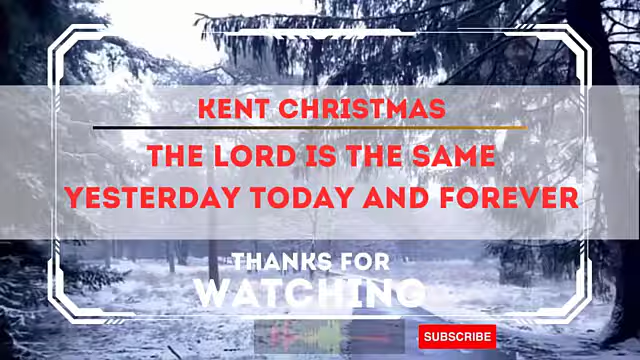 KENT CHRISTMAS
THE LORD IS THE SAME
YESTERDAY TODAY AND FOREVER
THANKS FOR
WATCHING
SUBSCRIBE